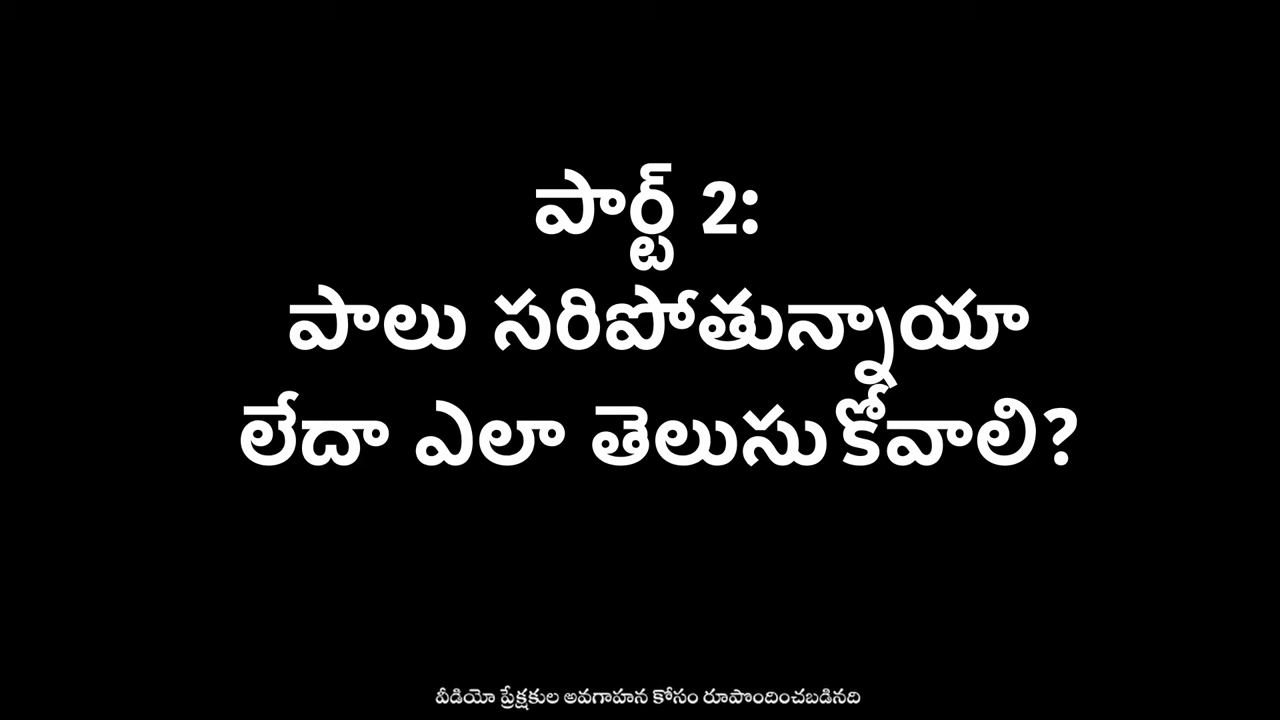 పార్ట్ 2:
పాలు సరిపోతున్నాయా
లేదా ఎలా తెలుసుకోవాలి?
వీడియో ప్రేక్షకుల అవగాహన కోసం రూపొందించబడినది